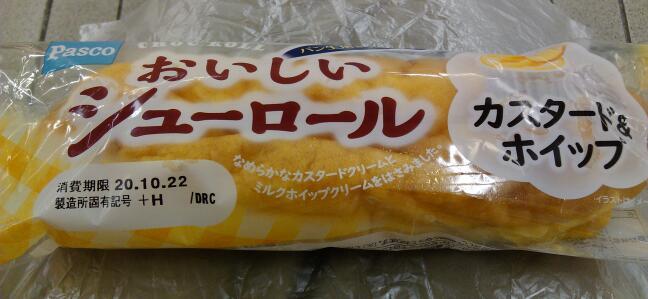 Pasco
CHOU ROLL
おいしい
シューロール
カスタード&
ホイップ
なめらかなカスタードクリームと
ミルクホイップクリームをはさみました。
消費期限 20.10.22
製造所固有記号 +H /DRC